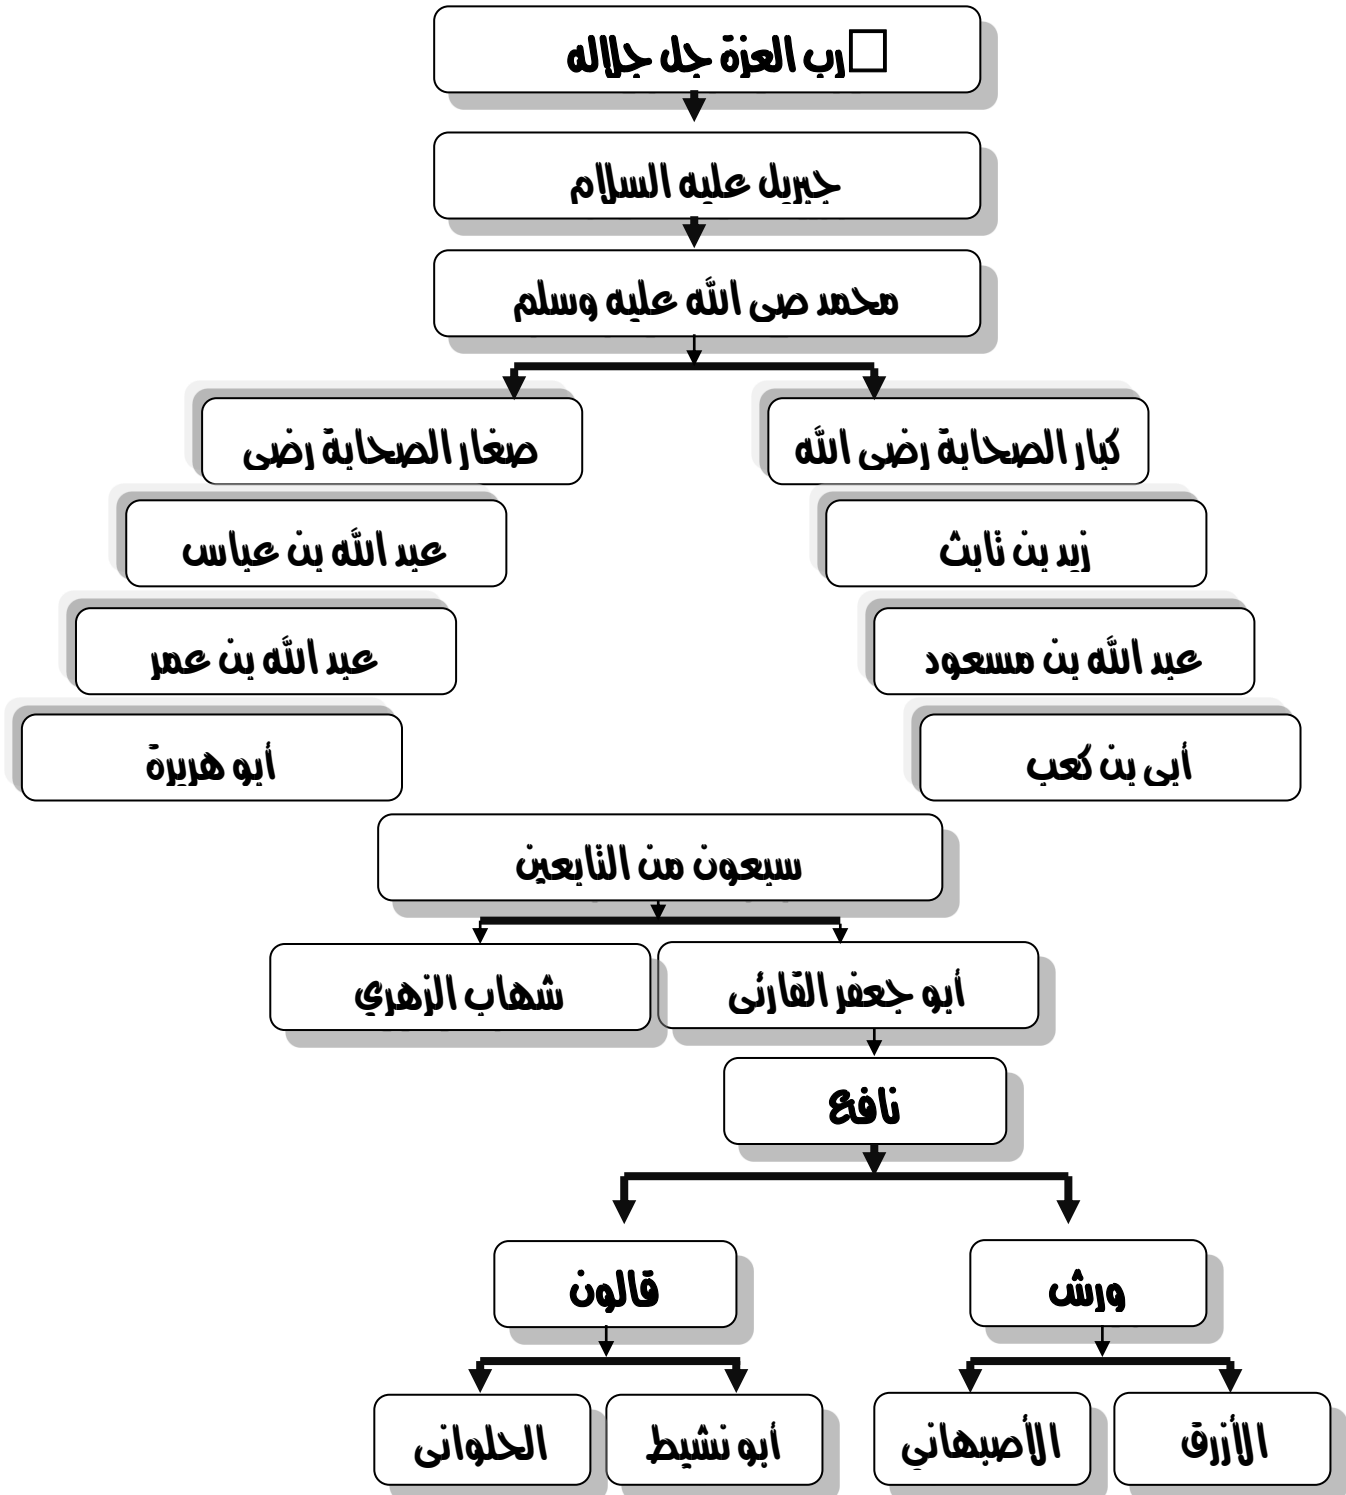 رب العزة جل جلاله
جبريل عليه السلام
محمد صى الله عليه وسلم
كبار الصحابة رضى الله
صغار الصحابة رضى
زيد بن ثابت
عبد الله بن عباس
عبد الله بن مسعود
عبد الله بن عمر
أبى بن كعب
أبو هريرة
سبعون من التابعين
أبو جعفر القارئى
شهاب الزهري
نافع
ورش
قالون
الأزرق
الأصبهاني
أبو نشيط
الحلوانى